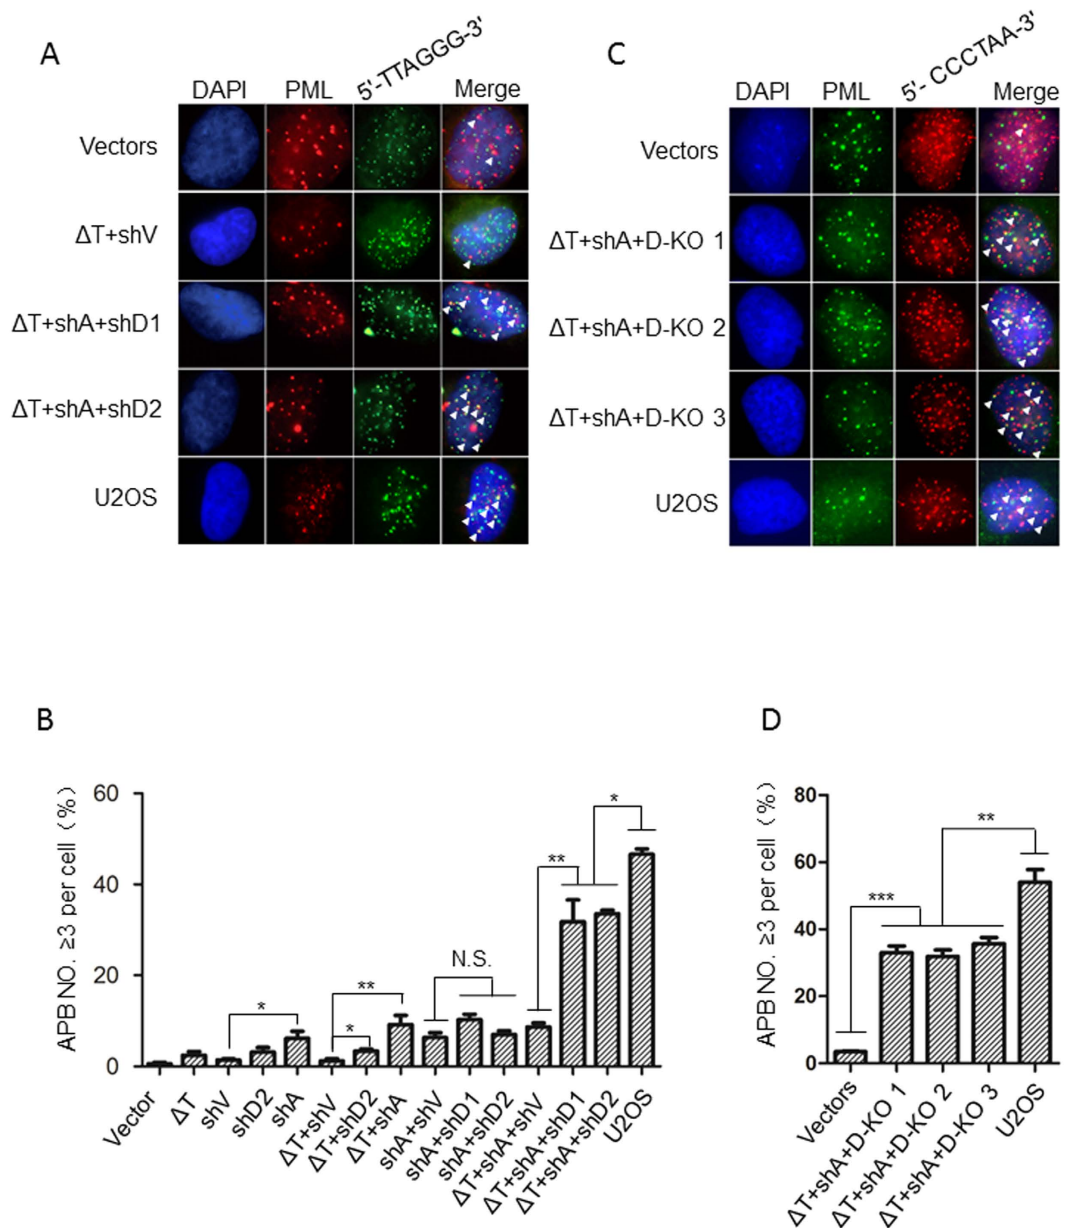 A
DAPI PML 5'-TTAGGG-3' Merge
Vectors
ΔT+shV
ΔT+shA+shD1
ΔT+shA+shD2
U2OS
C
DAPI PML 5'- CCCTAA-3' Merge
Vectors
ΔT+shA+D-KO 1
ΔT+shA+D-KO 2
ΔT+shA+D-KO 3
U2OS
B
APB NO. ≥3 per cell (%)
60
40
20
0
*
*
**
N.S.
**
*
Vector
ΔT
shV
shD2
shA
ΔT+shV
ΔT+shD2
ΔT+shA
shA+shV
shA+shD1
shA+shD2
ΔT+shA+shV
ΔT+shA+shD1
ΔT+shA+shD2
U2OS
D
APB NO. ≥3 per cell (%)
80
60
40
20
0
***
**
Vectors
ΔT+shA+D-KO 1
ΔT+shA+D-KO 2
ΔT+shA+D-KO 3
U2OS